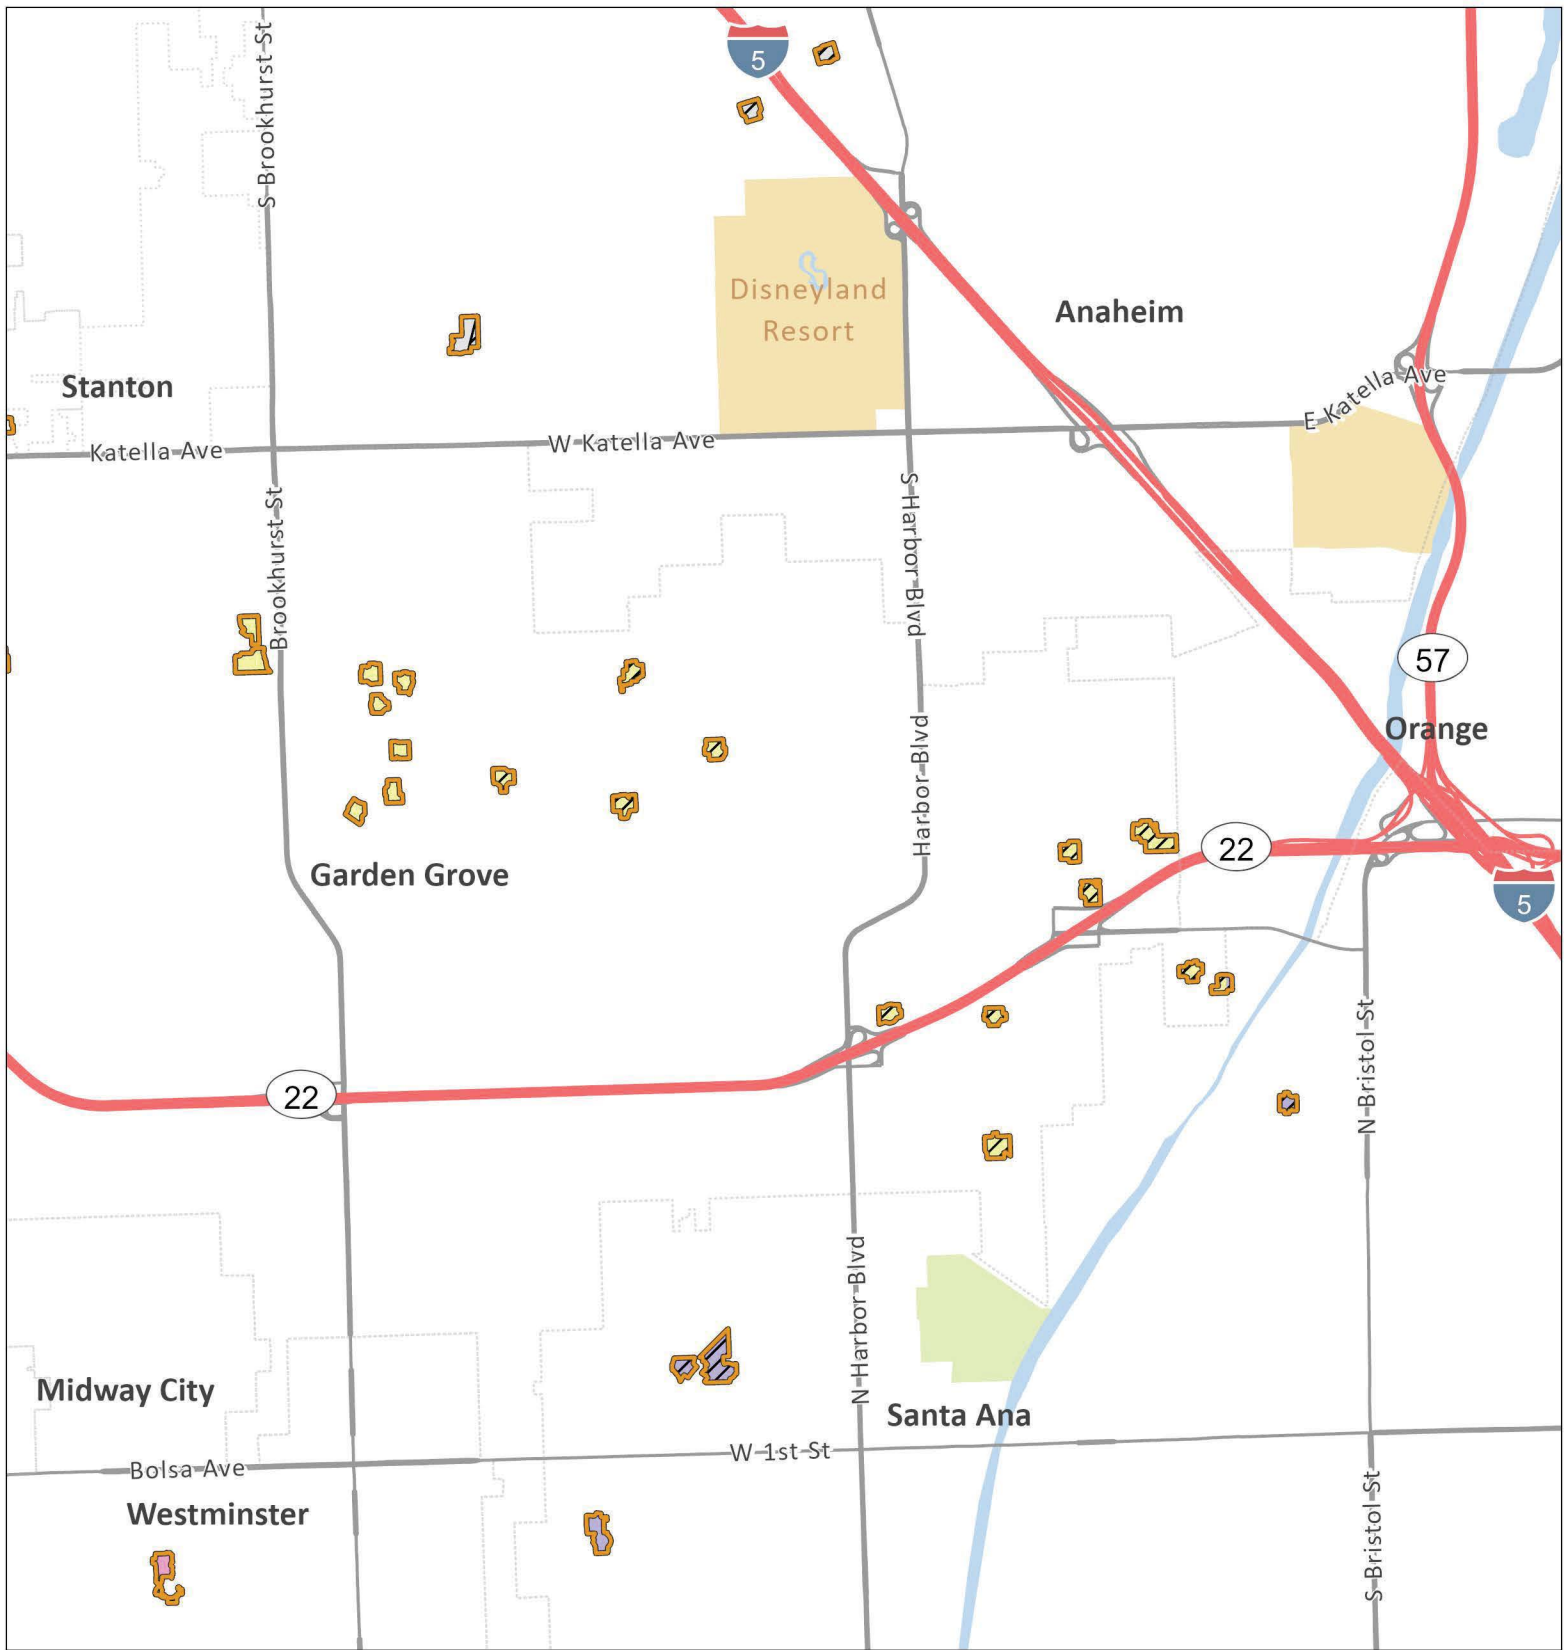 S Brookhurst St
5
Disneyland
Resort
Anaheim
Stanton
E Katella Ave
Katella Ave
W Katella Ave
S Harbor Blvd
Brookhurst St
57
Orange
Harbor Blvd
22
Garden Grove
5
N Bristol St
22
N Harbor Blvd
Midway City
Santa Ana
W 1st St
Bolsa Ave
Westminster
S Bristol St